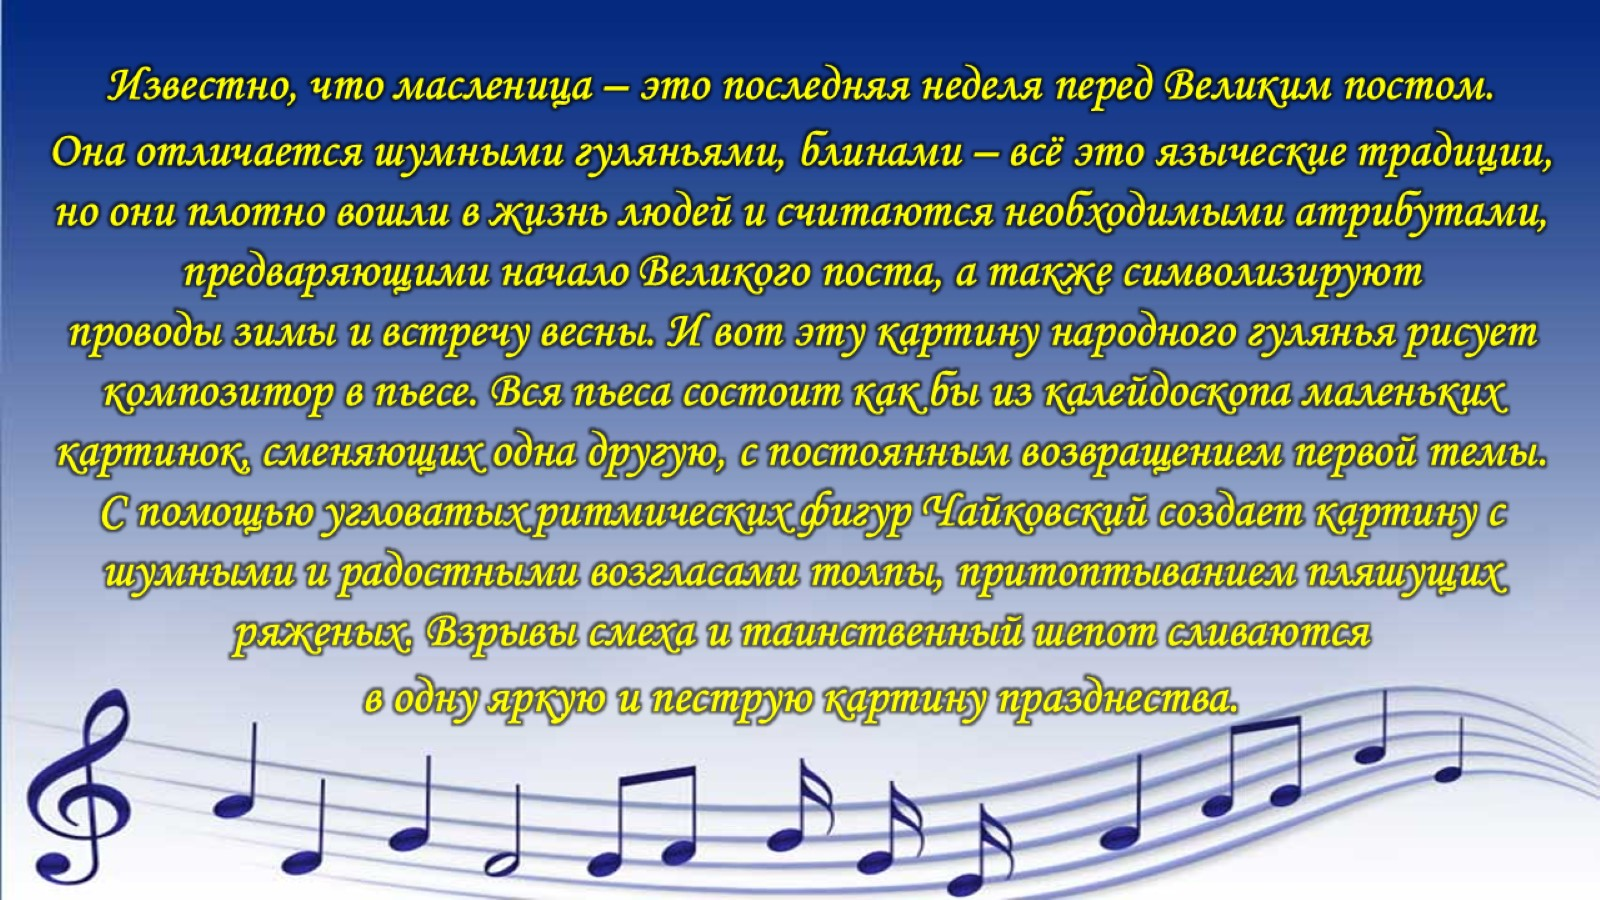 Известно, что масленица – это последняя неделя перед Великим постом.
Она отличается шумными гуляньями, блинами – всё это языческие традиции,
но они плотно вошли в жизнь людей и считаются необходимыми атрибутами,
предваряющими начало Великого поста, а также символизируют
проводы зимы и встречу весны. И вот эту картину народного гулянья рисует
композитор в пьесе. Вся пьеса состоит как бы из калейдоскопа маленьких
картинок, сменяющих одна другую, с постоянным возвращением первой темы.
С помощью угловатых ритмических фигур Чайковский создает картину с
шумными и радостными возгласами толпы, притоптыванием пляшущих
ряженых. Взрывы смеха и таинственный шепот сливаются
в одну яркую и пеструю картину празднества.